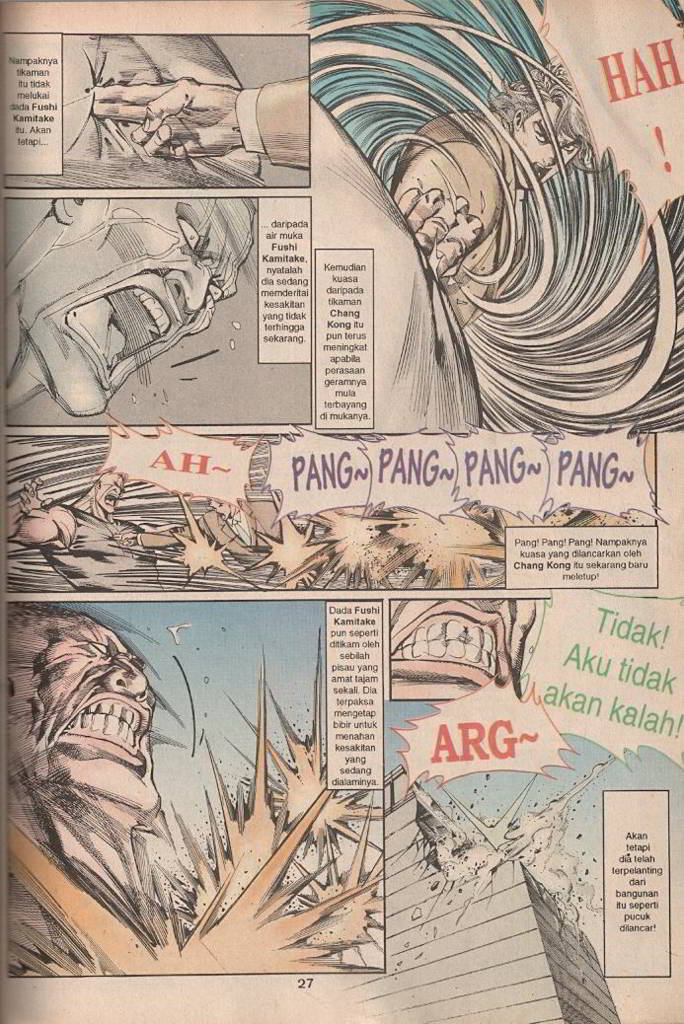 Nampaknya
tikaman
itu tidak
melukai
dada Fushi
Kamitake
itu. Akan
tetapi...
HAH
!
... daripada
air muka
Fushi
Kamitake,
nyatalah
dia sedang
memderitai
kesakitan
yang tidak
terhingga
sekarang.
Kemudian
kuasa
daripada
tikaman
Chang
Kong itu
pun terus
meningkat
apabila
perasaan
geramnya
mula
terbayang
di mukanya.
AH~
PANG~ PANG~ PANG~ PANG~
Pang! Pang! Pang! Nampaknya
kuasa yang dilancarkan oleh
Chang Kong itu sekarang baru
meletup!
Dada Fushi
Kamitake
pun seperti
ditikam oleh
sebilah
pisau yang
amat tajam
sekali. Dia
terpaksa
mengetap
bibir untuk
menahan
kesakitan
yang
sedang
dialaminya.
Tidak!
Aku tidak
akan kalah!
ARG~
Akan
tetapi
dia telah
terpelanting
dari
bangunan
itu seperti
pucuk
dilancar!
27